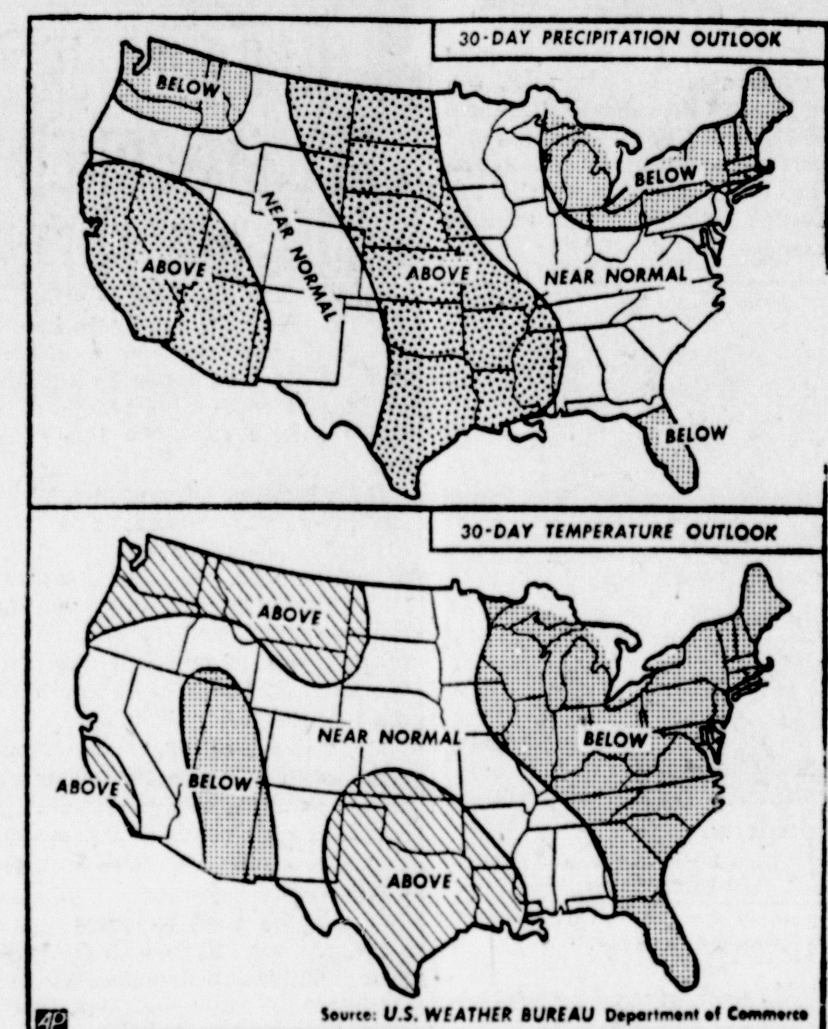 30-DAY PRECIPITATION OUTLOOK
BELOW
BELOW
NEAR NORMAL
ABOVE
ABOVE
NEAR NORMAL
BELOW
30-DAY TEMPERATURE OUTLOOK
ABOVE
NEAR NORMAL
BELOW
ABOVE
BELOW
ABOVE
AP
Source: U.S. WEATHER BUREAU Department of Commerce